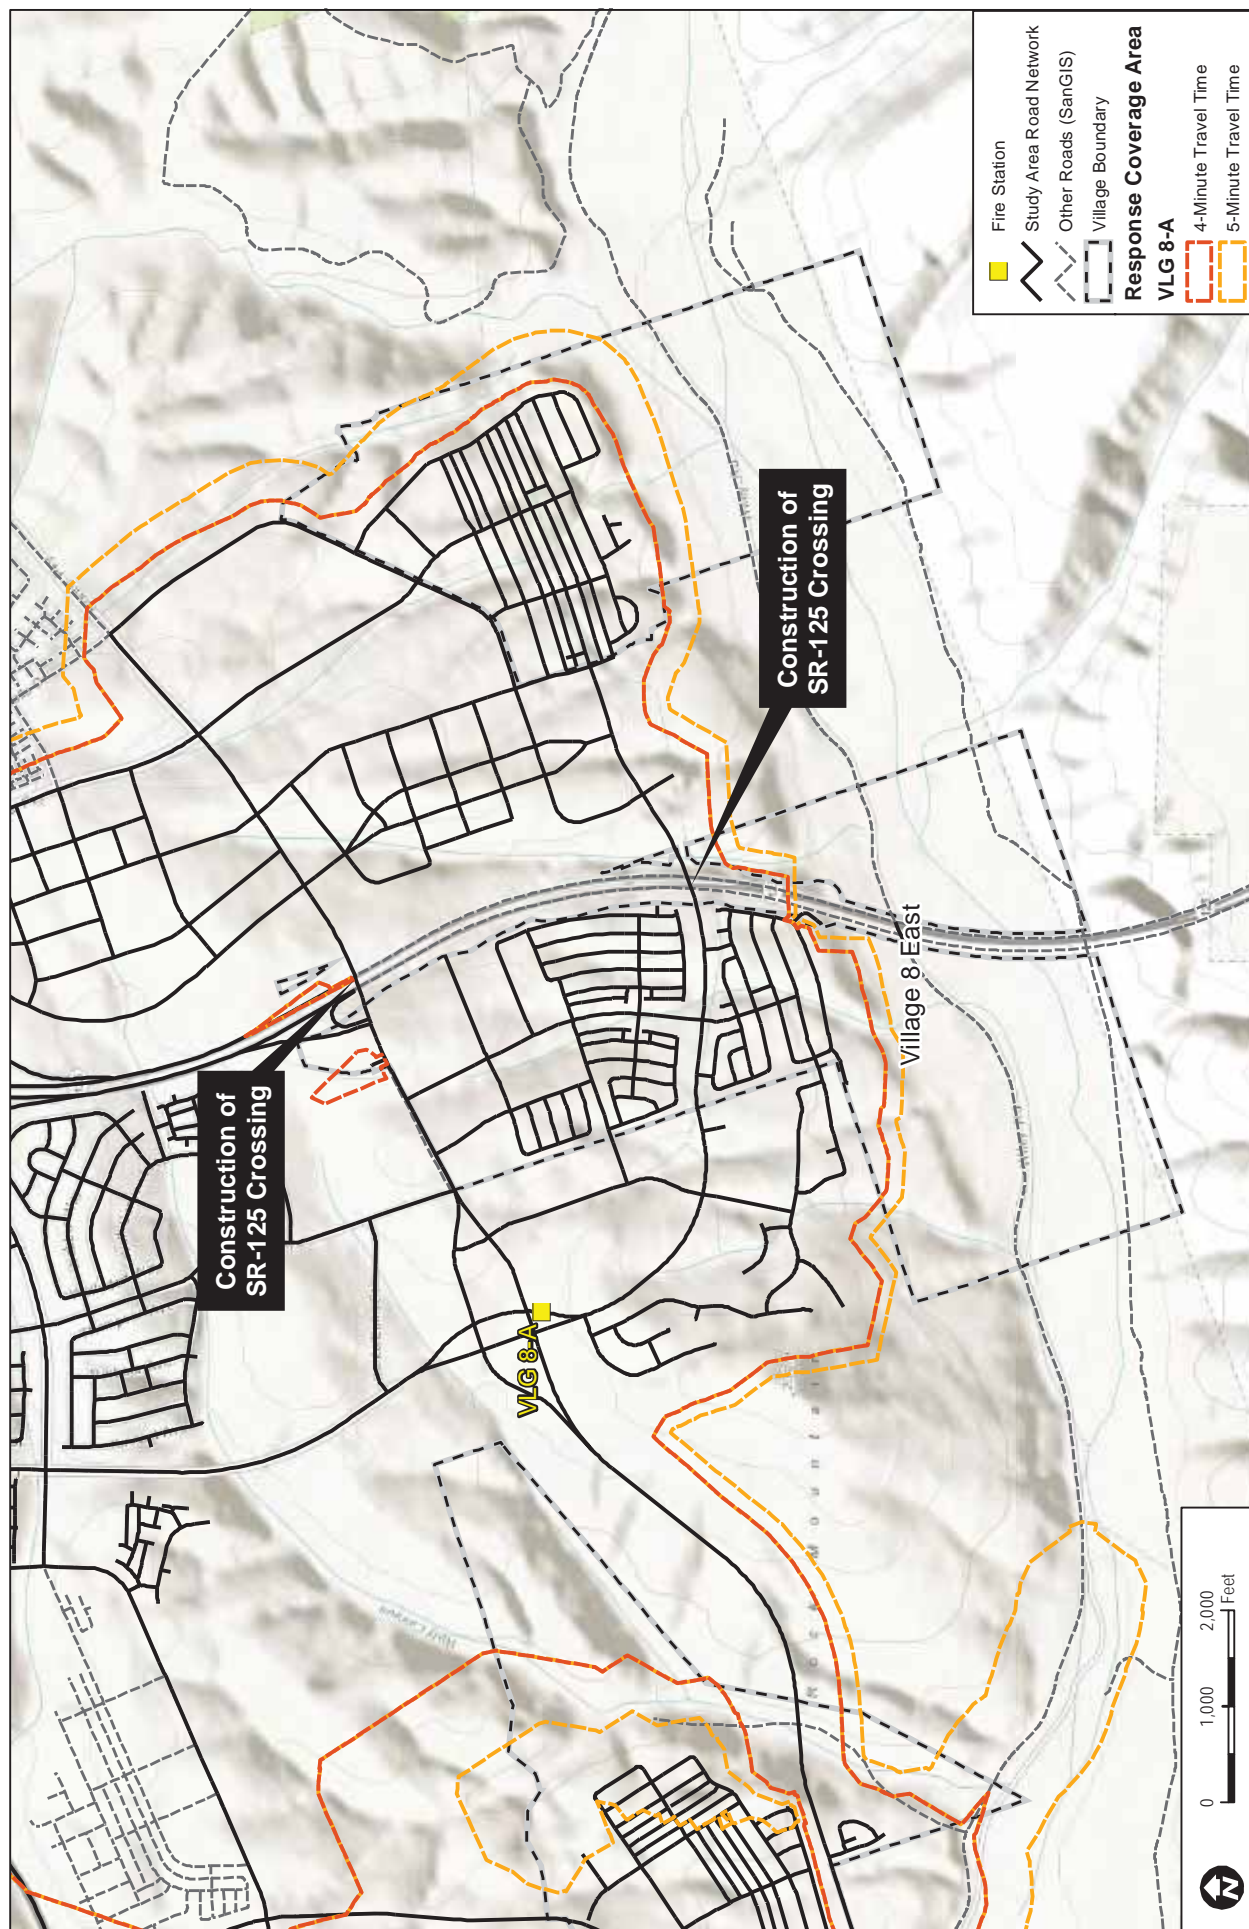 Construction of
SR-125 Crossing
Construction of
SR-125 Crossing
VLG 8-A
Village 8 East
Fire Station
Study Area Road Network
Other Roads (SanGIS)
Village Boundary
Response Coverage Area
VLG 8-A
4-Minute Travel Time
5-Minute Travel Time
0 1,000 2,000
Feet
N